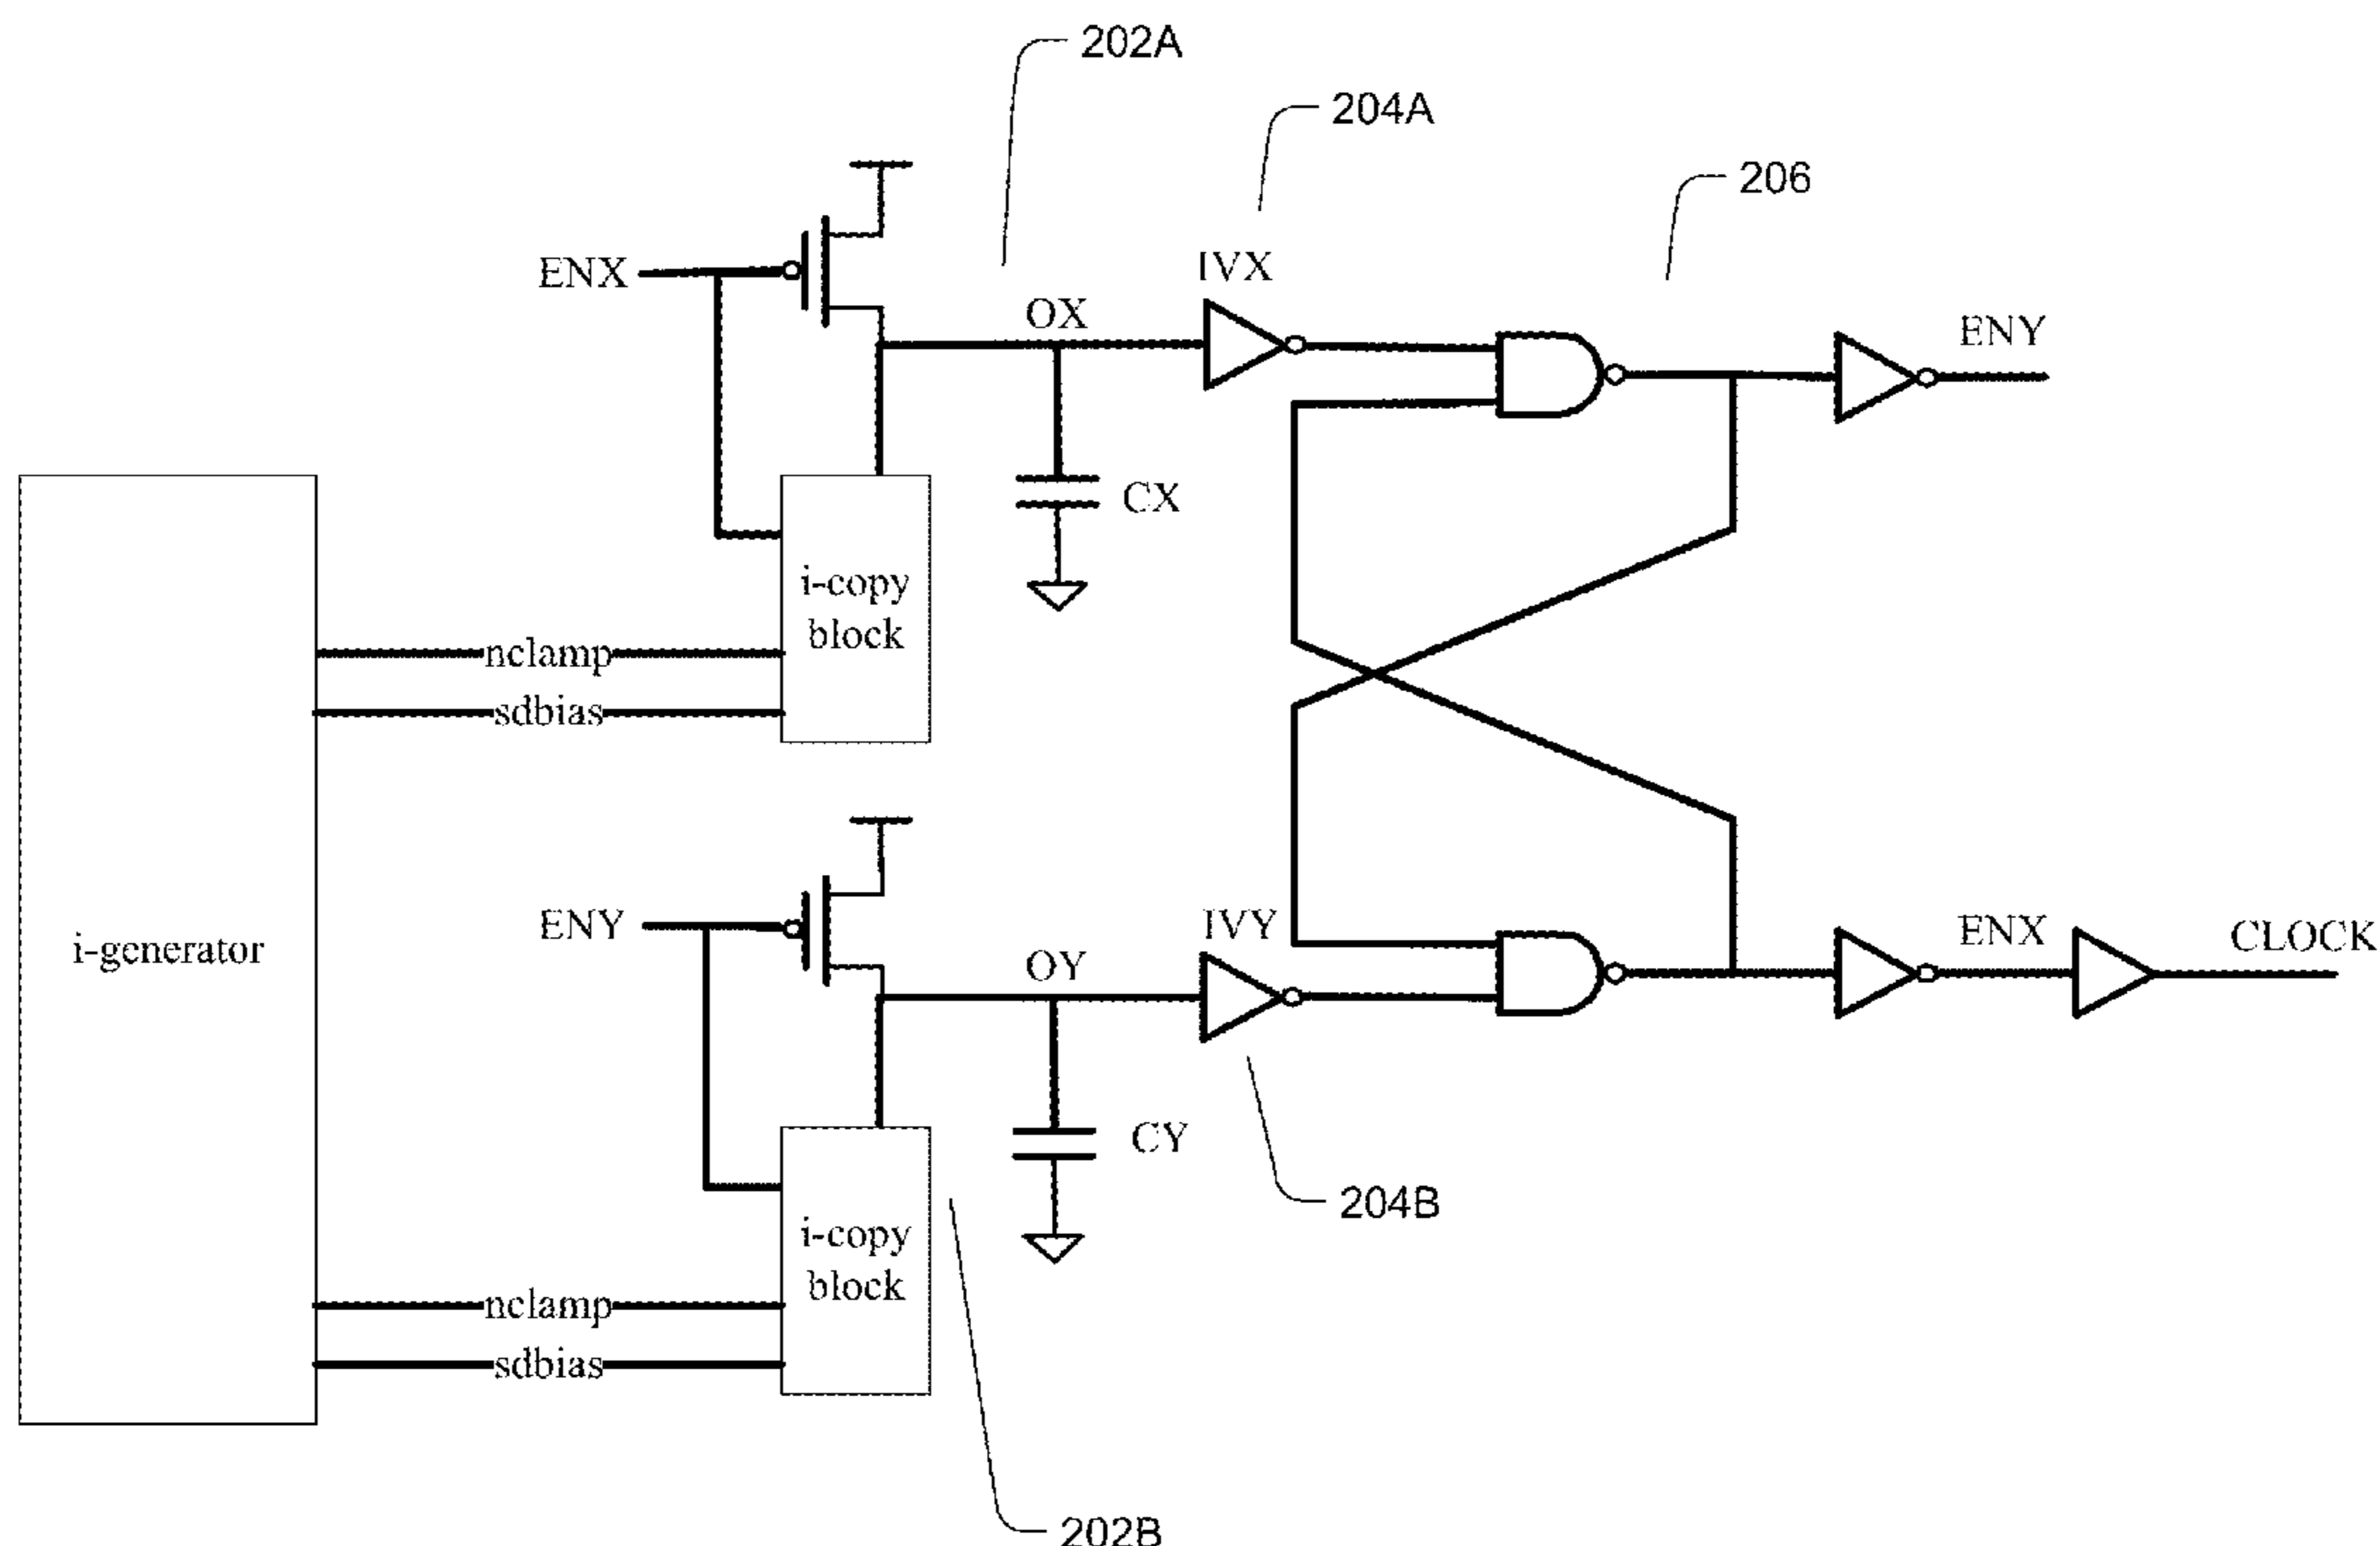 202A
204A
206
ENX
IVX
OX
ENY
CX
i-copy
block
nclamp
sdbias
i-generator
ENY
IVY
OY
ENX
CLOCK
CY
204B
i-copy
block
nclamp
sdbias
202B